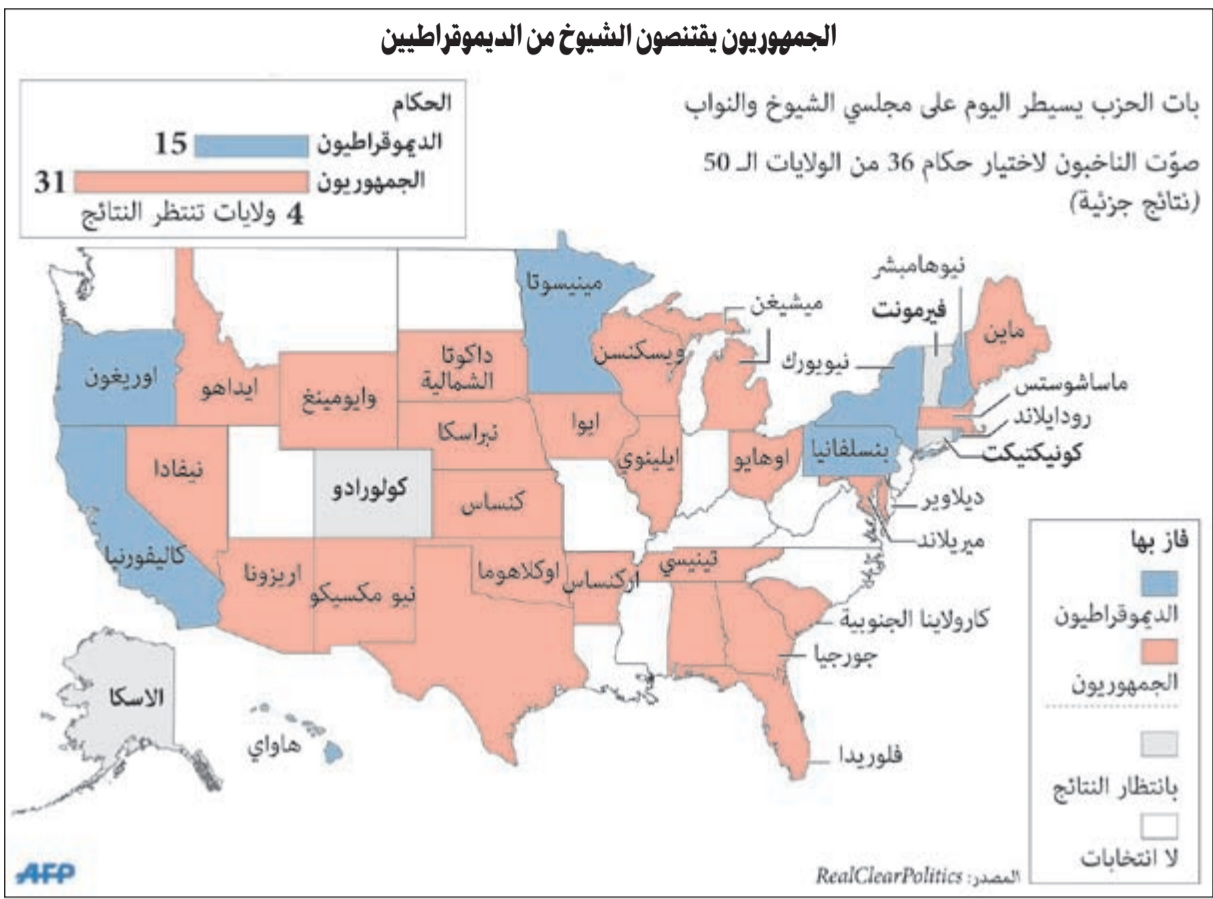 الجمهوريون يقتنصون الشيوخ من الديموقراطيين
بات الحزب يسيطر اليوم على مجلسي الشيوخ والنواب
صوّت الناخبون لاختيار حكام 36 من الولايات الـ 50
(نتائج جزئية)
الحكام
الديموقراطيون 15
الجمهوريون 31
4 ولايات تنتظر النتائج
نيوهامبشر
مينيسوتا
ميشيغن
فيرمونت
ماين
ويسكنسن
داكوتا
الشمالية
نيويورك
اوريغون
ايداهو
وايومينغ
ماساشوستس
رودايلاند
ايوا
نبراسكا
كونيكتيكت
بنسلفانيا
اوهايو
ايلينوي
نيفادا
كولورادو
كنساس
ديلاوير
ميريلاند
كاليفورنيا
اريزونا
نيو مكسيكو
اوكلاهوما
اركنساس
تينيسي
كارولاينا الجنوبية
جورجيا
الاسكا
هاواي
فلوريدا
فاز بها
الديموقراطيون
الجمهوريون
بانتظار النتائج
لا انتخابات
المصدر: RealClearPolitics
AFP